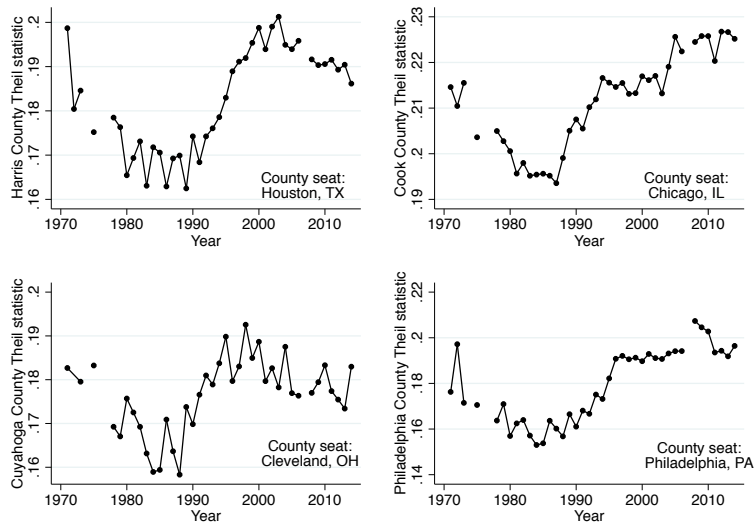 Harris County Theil statistic
.2
.19
.18
.17
.16
County seat:
Houston, TX
1970 1980 1990 2000 2010
Year
Cook County Theil statistic
.23
.22
.21
.2
.19
County seat:
Chicago, IL
1970 1980 1990 2000 2010
Year
Cuyahoga County Theil statistic
.2
.19
.18
.17
.16
County seat:
Cleveland, OH
1970 1980 1990 2000 2010
Year
Philadelphia County Theil statistic
.22
.2
.18
.16
.14
County seat:
Philadelphia, PA
1970 1980 1990 2000 2010
Year